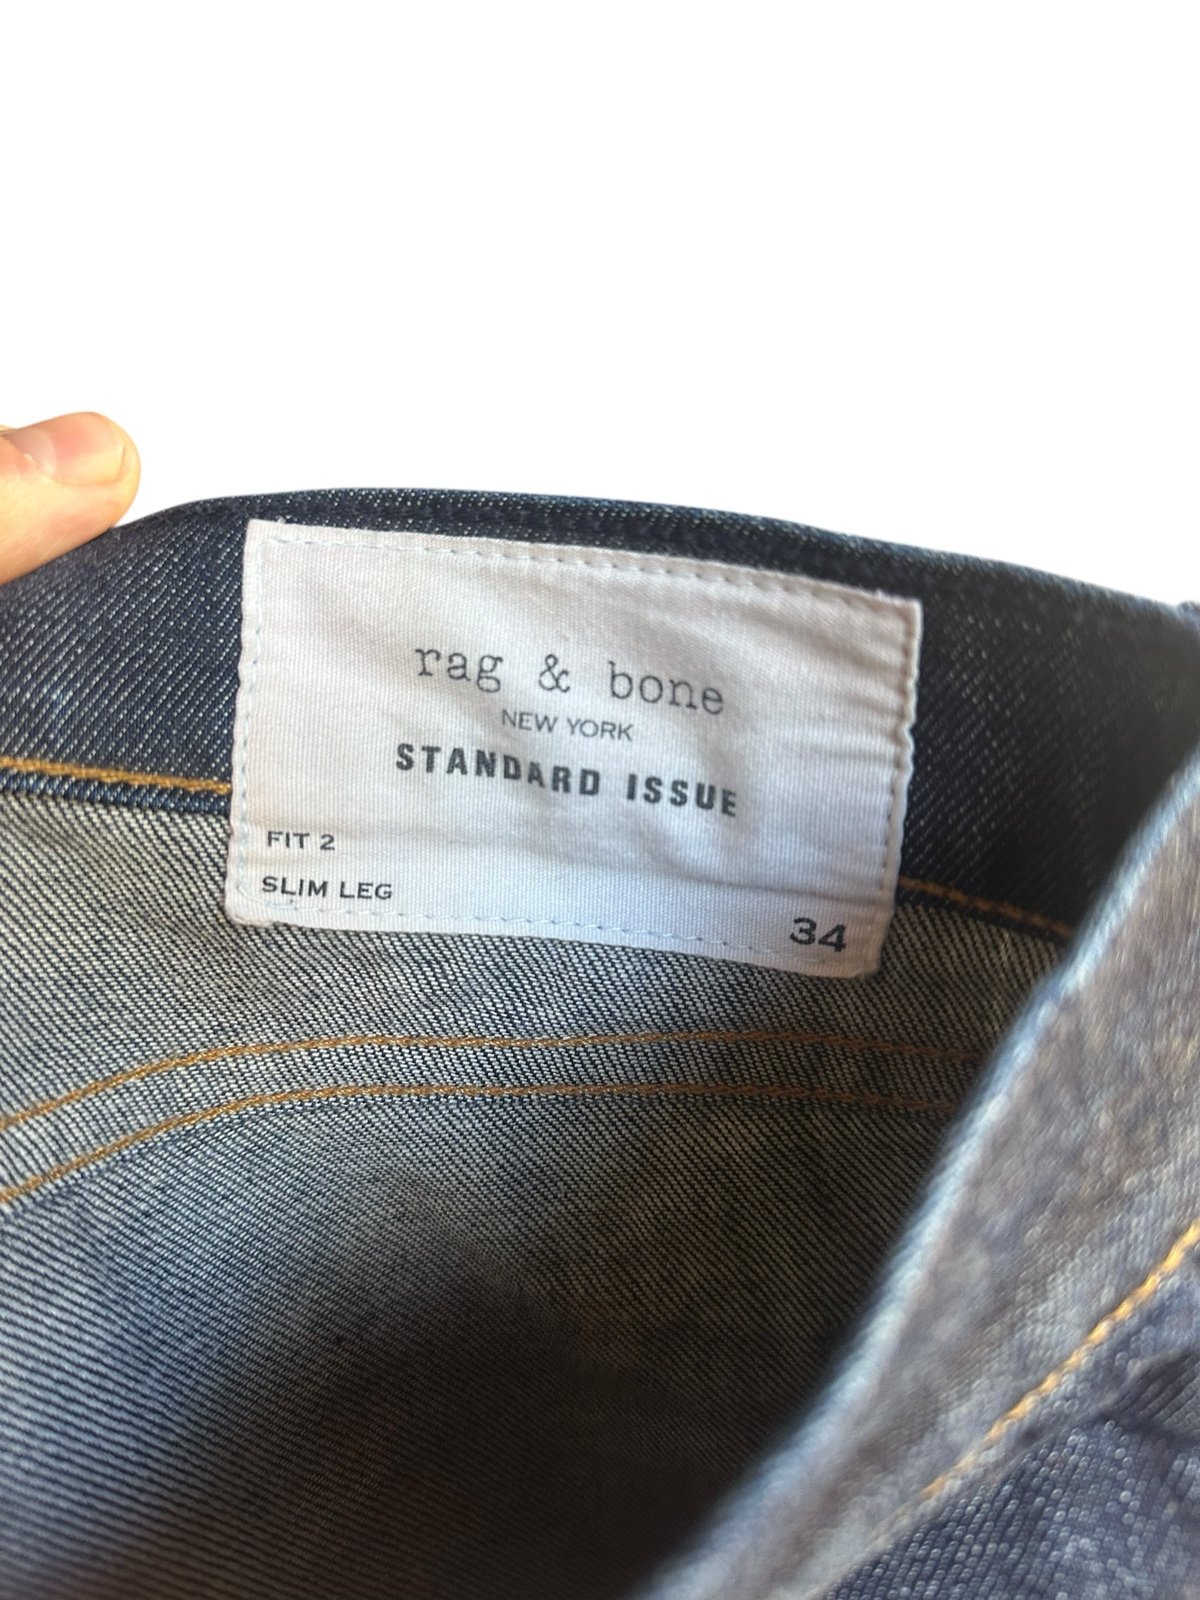 rag & bone
NEW YORK
STANDARD ISSUE
FIT 2
SLIM LEG
34